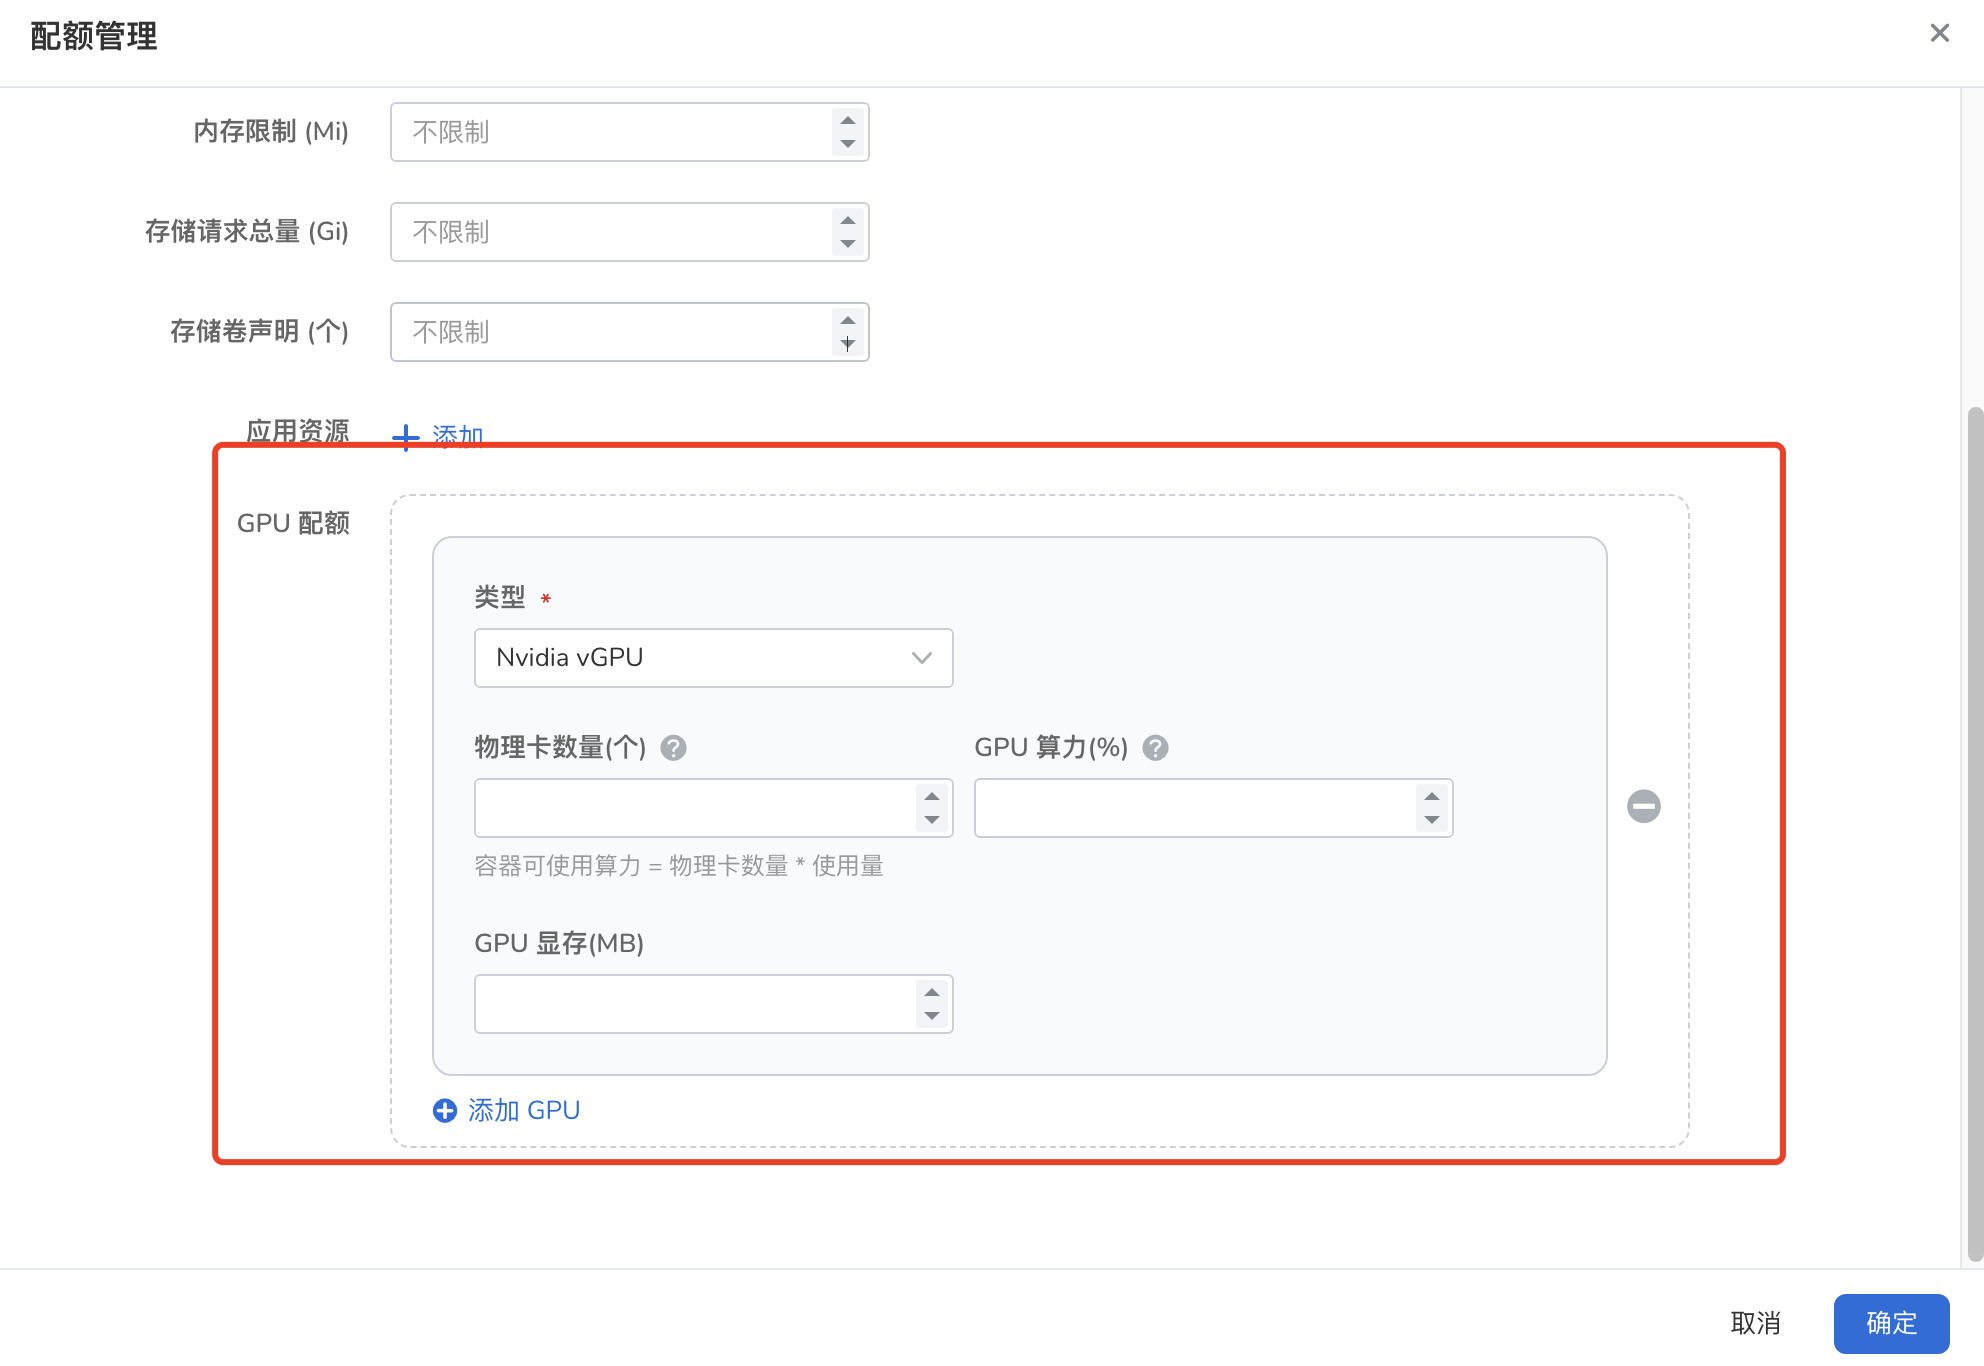 配额管理
内存限制 (Mi)
不限制
存储请求总量 (Gi)
不限制
存储卷声明 (个)
不限制
应用资源
添加
GPU 配额
类型 *
Nvidia vGPU
物理卡数量(个)
GPU 算力(%)
容器可使用算力 = 物理卡数量 * 使用量
GPU 显存(MB)
添加 GPU
取消
确定